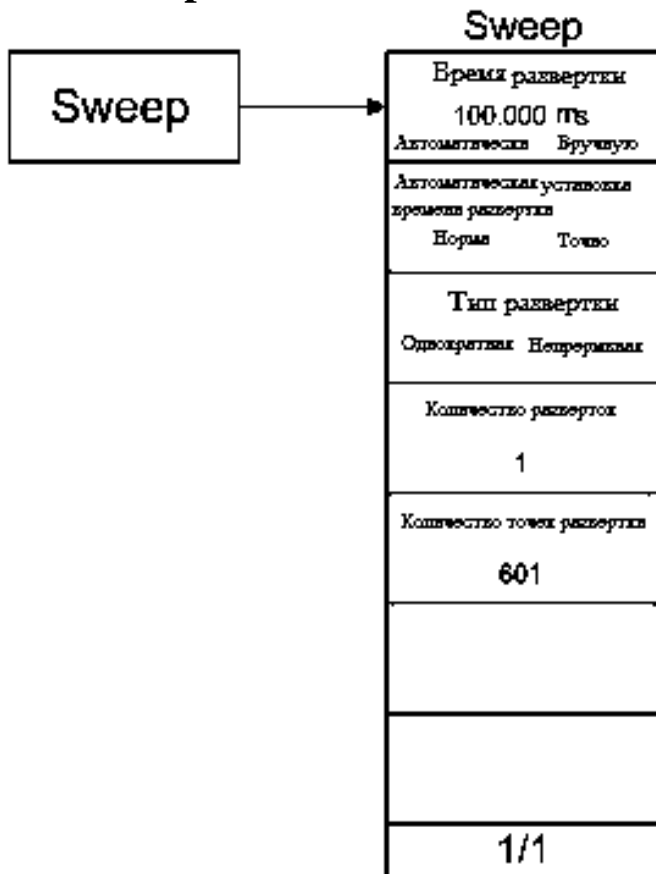 Sweep
Sweep
Время развертки
100.000 ms
Автоматически Вручную
Автоматическая установка
времени развертки
Норма Точно
Тип развертки
Однократная Непрерывная
Количество разверток
1
Количество точек развертки
601
1/1